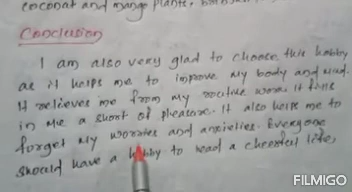 coconut and mango plants,
Conclusion
I am also very glad to choose this hobby
as it helps me to improve my body and mind.
It relieves me from my routine work. It fills
in me a short of pleasure. It also helps me to
forget my worries and anxieties. Everyone
should have a hobby to lead a cheerful life.
FILMIGO